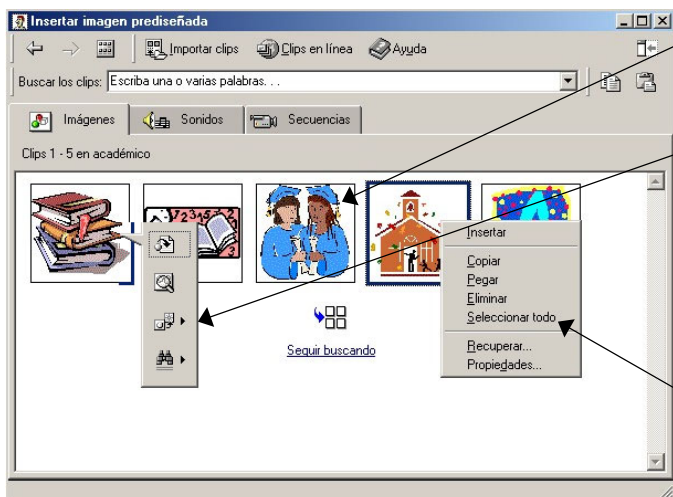 Insertar imagen prediseñada
Importar clips Clips en línea Ayuda
Buscar los clips: Escriba una o varias palabras. . .
Imágenes Sonidos Secuencias
Clips 1 - 5 en académico
Insertar
Copiar
Pegar
Eliminar
Seleccionar todo
Recuperar...
Propiedades...
Seguir buscando